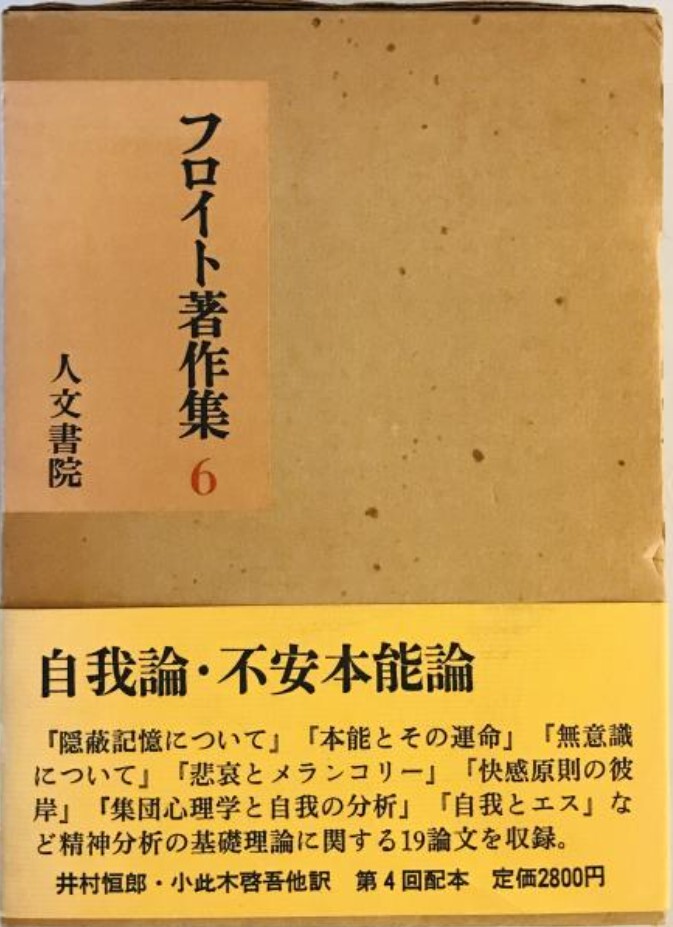 フロイト著作集 6
人文書院
自我論・不安本能論
『隠蔽記憶について』『本能とその運命』『無意識
について』『悲哀とメランコリー』『快感原則の彼
岸』『集団心理学と自我の分析』『自我とエス』な
ど精神分析の基礎理論に関する19論文を収録。
井村恒郎・小此木啓吾他訳 第4回配本 定価2800円